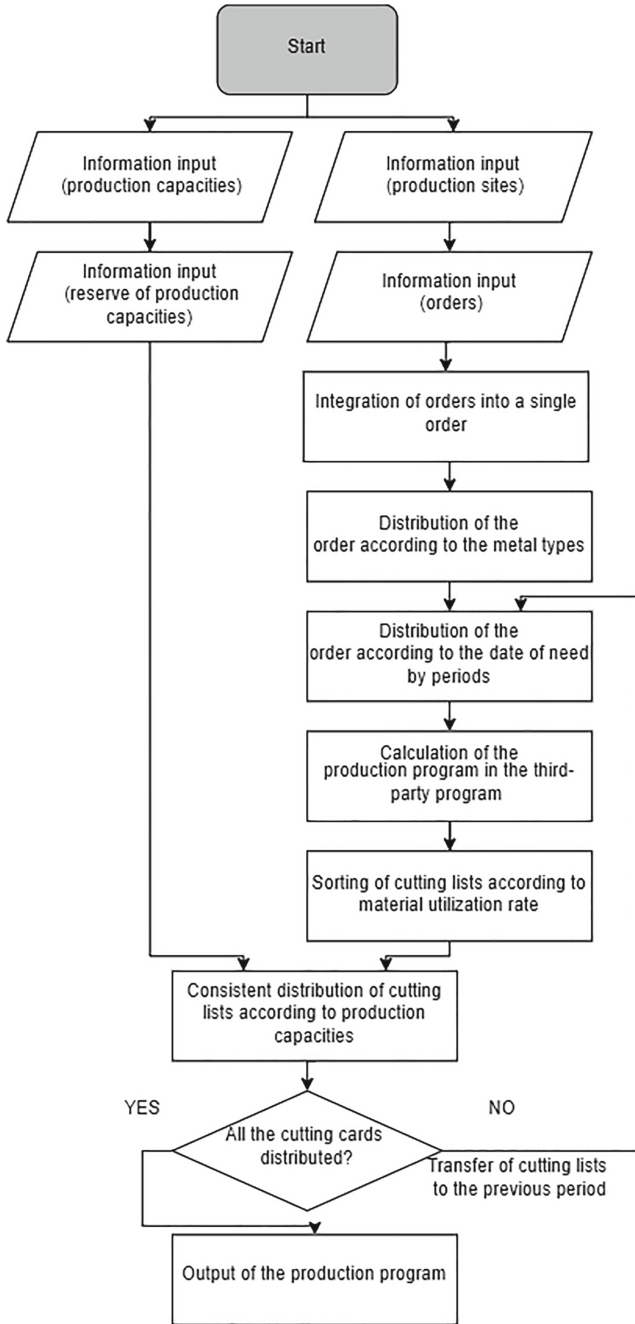 Start
Information input
(production capacities)
Information input
(production sites)
Information input
(reserve of production
capacities)
Information input
(orders)
Integration of orders into a single
order
Distribution of the
order according to the metal types
Distribution of the
order according to the date of need
by periods
Calculation of the
production program in the third-
party program
Sorting of cutting lists according to
material utilization rate
Consistent distribution of cutting
lists according to production
capacities
YES
NO
All the cutting cards
distributed?
Transfer of cutting lists
to the previous period
Output of the production program